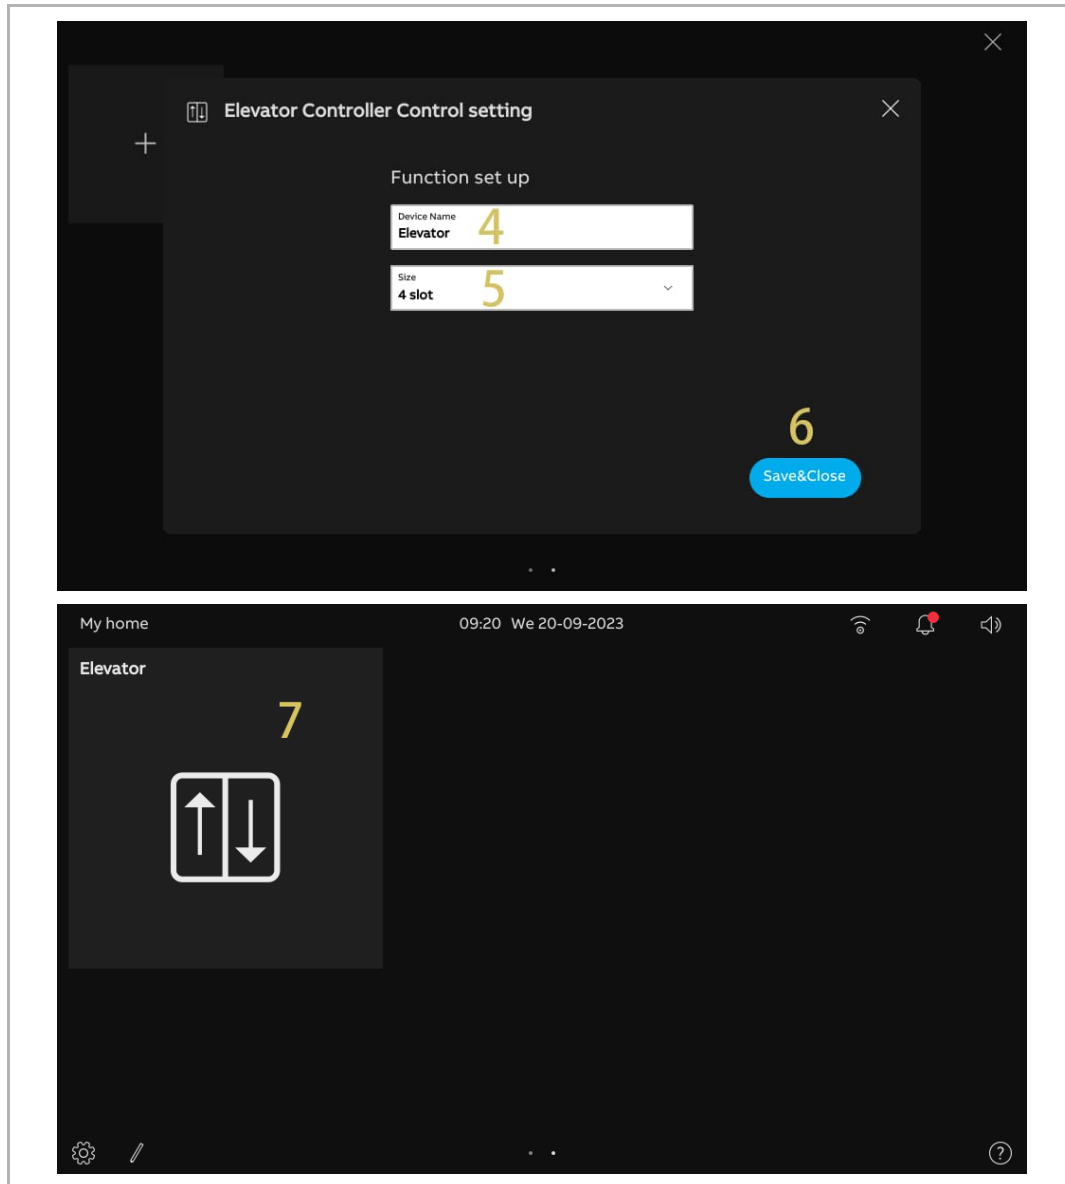 Elevator Controller Control setting
Function set up
Device Name
Elevator 4
Size
4 slot 5
6
Save&Close
My home 09:20 We 20-09-2023
Elevator
7
?